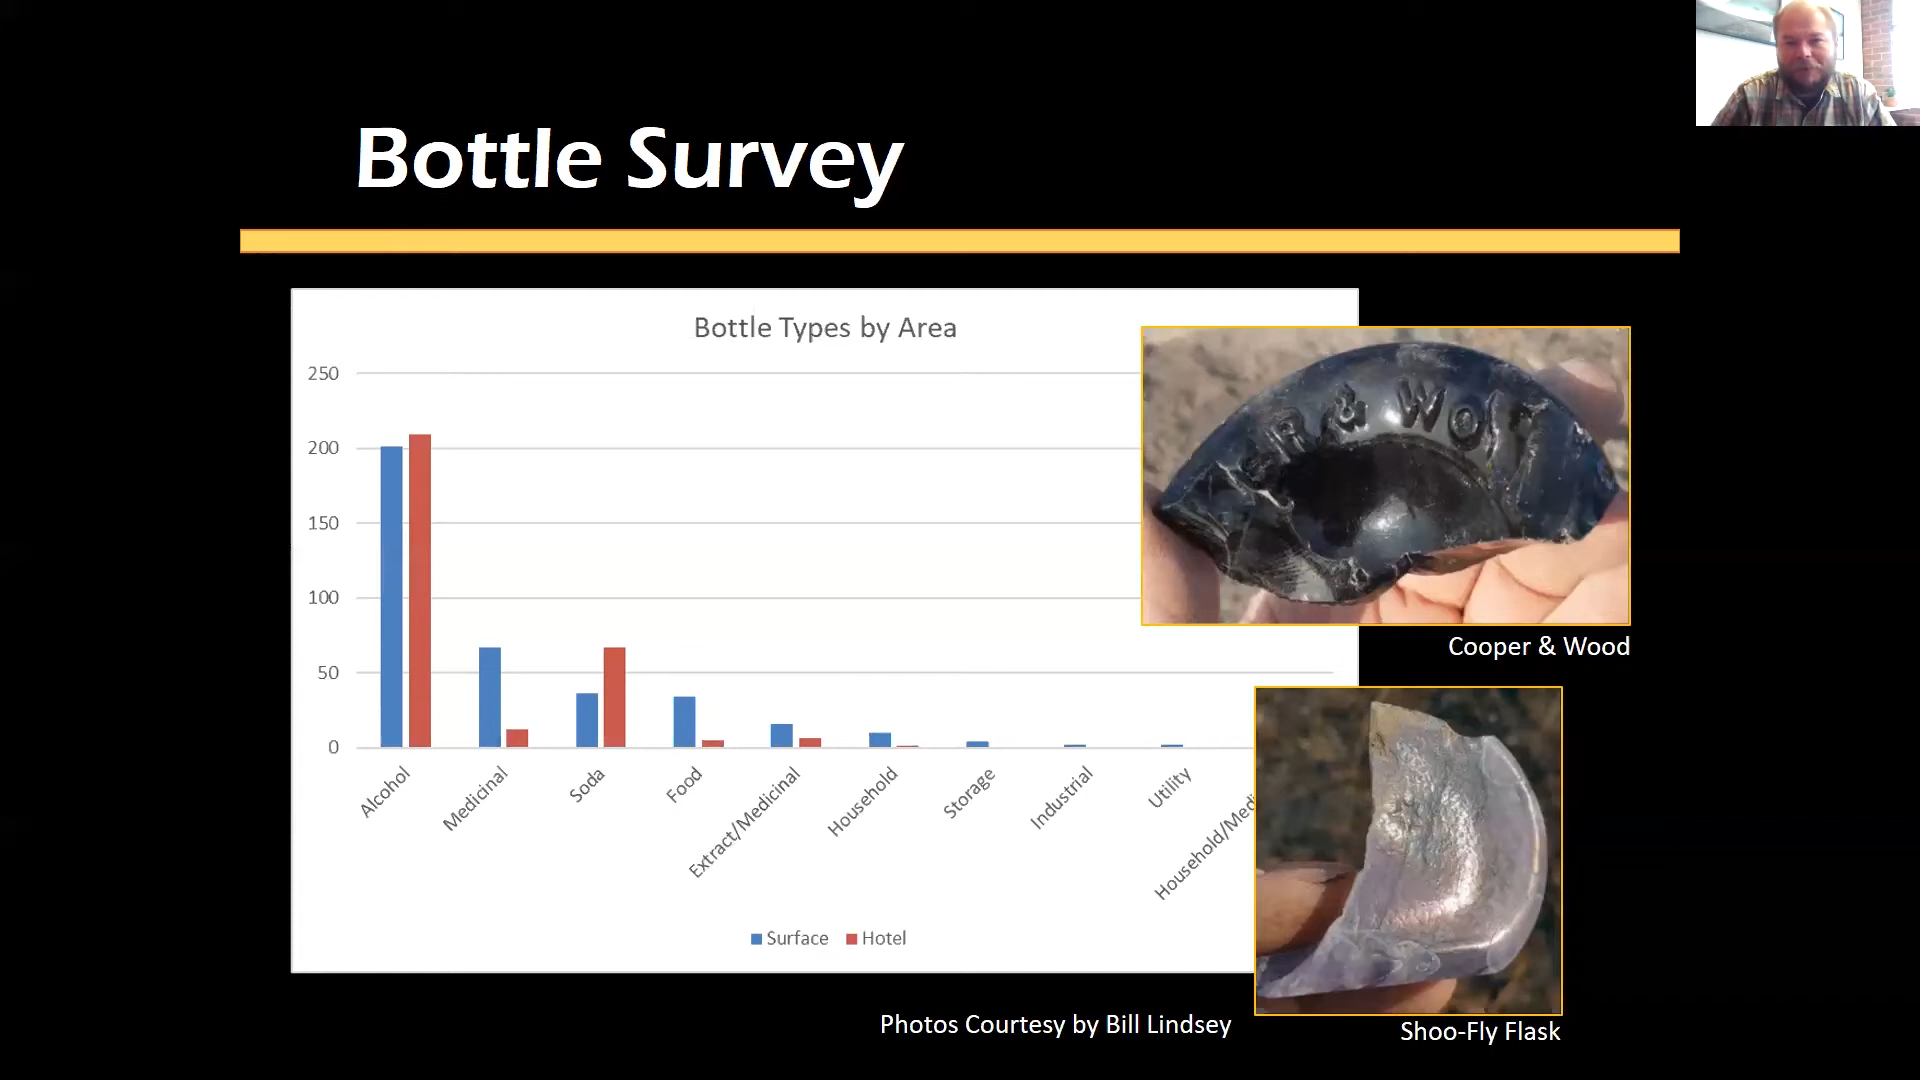 Bottle Survey
Bottle Types by Area
250
200
150
100
50
0
Alcohol
Medicinal
Soda
Food
Extract/Medicinal
Household
Storage
Industrial
Utility
Household/Medi
Surface
Hotel
R & WO
Cooper & Wood
Shoo-Fly Flask
Photos Courtesy by Bill Lindsey